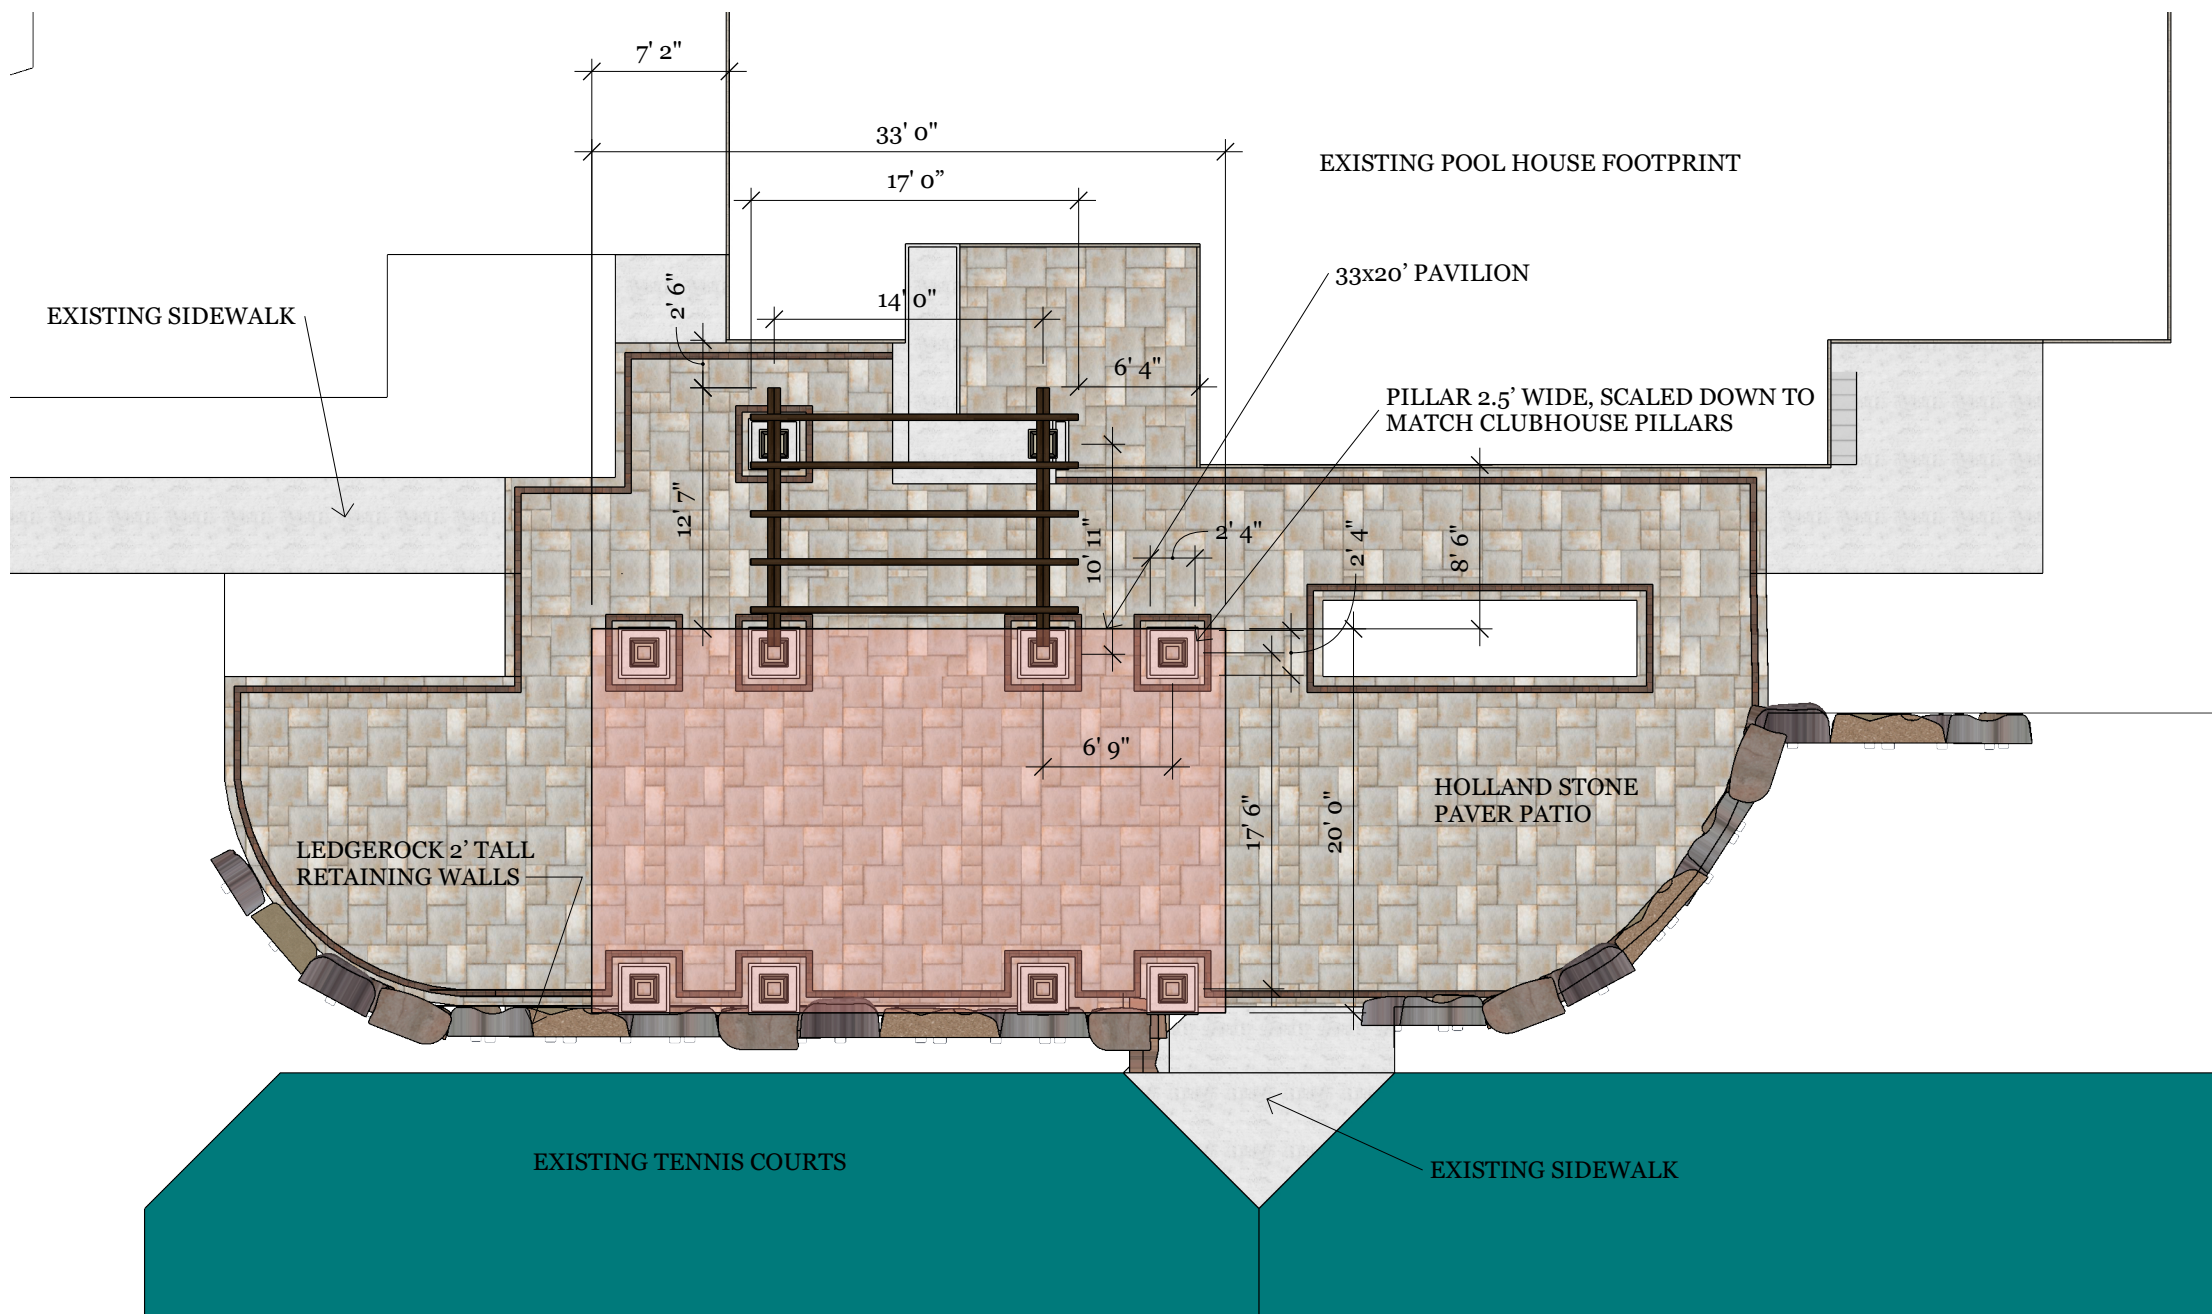 7' 2"
33' 0"
EXISTING POOL HOUSE FOOTPRINT
17' 0”
33x20’ PAVILION
2' 6"
14' 0"
EXISTING SIDEWALK
6' 4"
PILLAR 2.5’ WIDE, SCALED DOWN TO
MATCH CLUBHOUSE PILLARS
12' 7"
10' 11"
2' 4"
2' 4"
8' 6"
6' 9"
HOLLAND STONE
PAVER PATIO
17' 6"
20' 0"
LEDGEROCK 2’ TALL
RETAINING WALLS
EXISTING TENNIS COURTS
EXISTING SIDEWALK